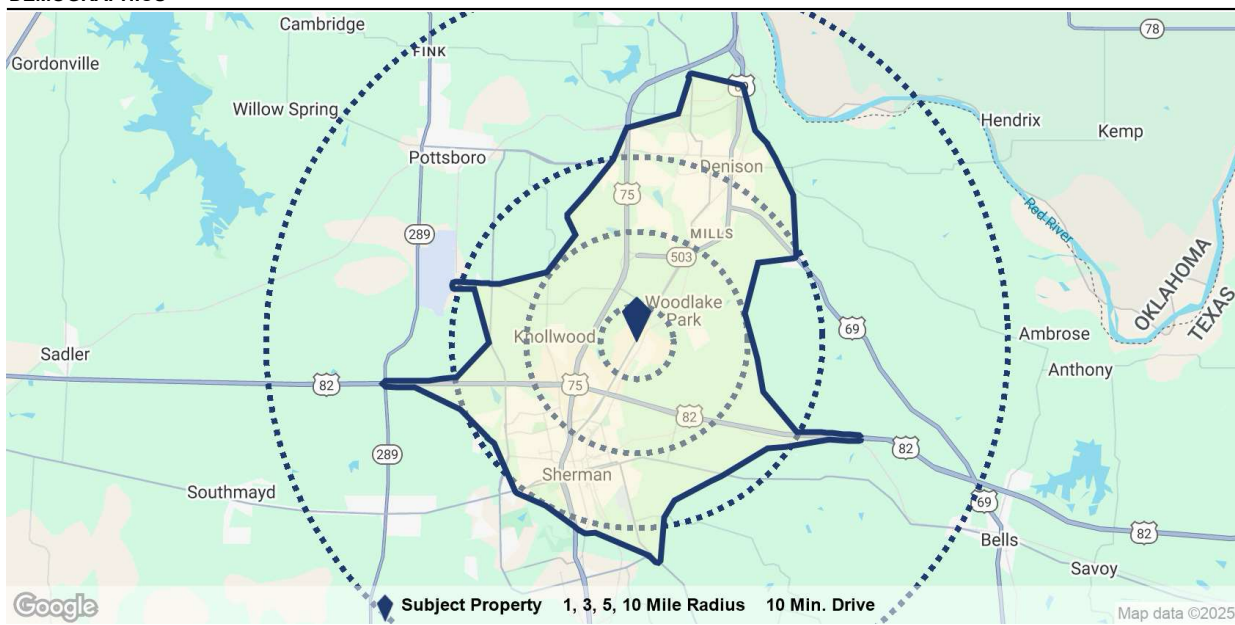 Cambridge
78
Gordonville
FINK
Willow Spring
Hendrix
Kemp
Pottsboro
Denison
75
289
MILLS
Red River
503
Woodlake
Park
OKLAHOMA
TEXAS
Knollwood
69
Ambrose
Sadler
Anthony
82
75
82
289
82
Sherman
Southmayd
69
Bells
82
Savoy
Google
Subject Property 1, 3, 5, 10 Mile Radius 10 Min. Drive
Map data ©2025